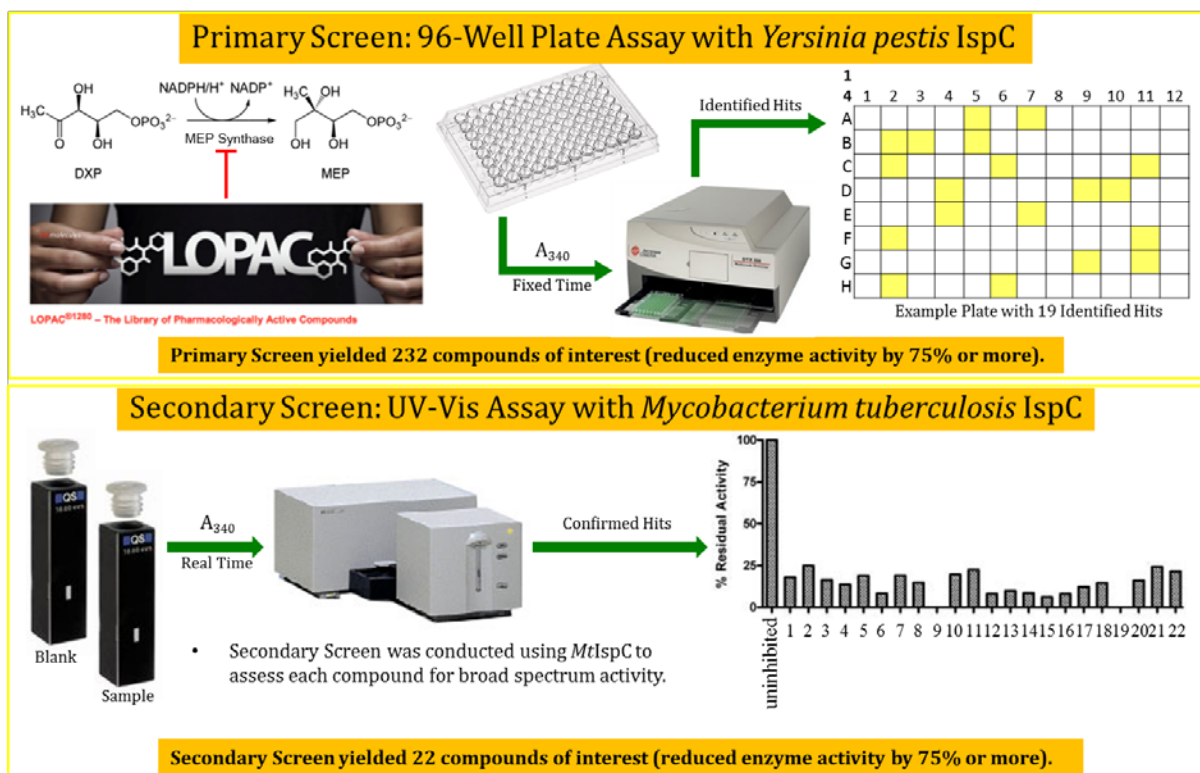 Primary Screen: 96-Well Plate Assay with Yersinia pestis IspC
OH
H₃C
OPO₃²⁻
O
OH
DXP
NADPH/H⁺ NADP⁺
MEP Synthase
H₃C OH
OPO₃²⁻
OH OH
MEP
LOPAC
LOPAC®1280 – The Library of Pharmacologically Active Compounds
A₃₄₀
Fixed Time
Identified Hits
1
4 1 2 3 4 5 6 7 8 9 10 11 12
A
B
C
D
E
F
G
H
Example Plate with 19 Identified Hits
Primary Screen yielded 232 compounds of interest (reduced enzyme activity by 75% or more).
Secondary Screen: UV-Vis Assay with Mycobacterium tuberculosis IspC
QS
QS
Blank
Sample
A₃₄₀
Real Time
Confirmed Hits
• Secondary Screen was conducted using MtIspC to
assess each compound for broad spectrum activity.
% Residual Activity
100
75
50
25
0
uninhibited
1 2 3 4 5 6 7 8 9 10 11 12 13 14 15 16 17 18 19 20 21 22
Secondary Screen yielded 22 compounds of interest (reduced enzyme activity by 75% or more).